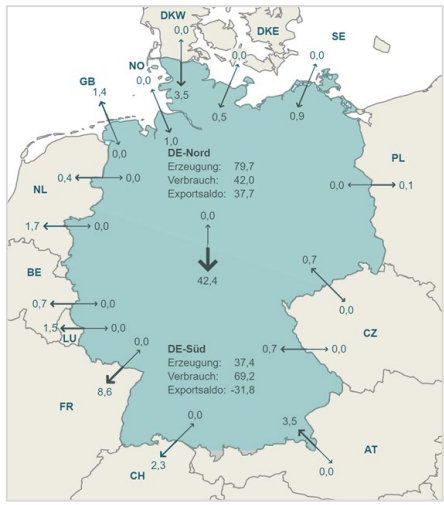 DKW
0,0
DKE
SE
0,0
0,0
NO
0,0
GB
1,4
3,5
0,5
0,9
1,0
0,0
DE-Nord
Erzeugung: 79,7
Verbrauch: 42,0
Exportsaldo: 37,7
PL
NL
0,4
0,0
0,0
0,1
0,0
1,7
0,0
42,4
0,7
BE
0,7
0,0
0,0
1,5
0,0
LU
CZ
0,0
DE-Süd
Erzeugung: 37,4
Verbrauch: 69,2
Exportsaldo: -31,8
0,7
0,0
8,6
FR
0,0
3,5
AT
2,3
0,0
CH